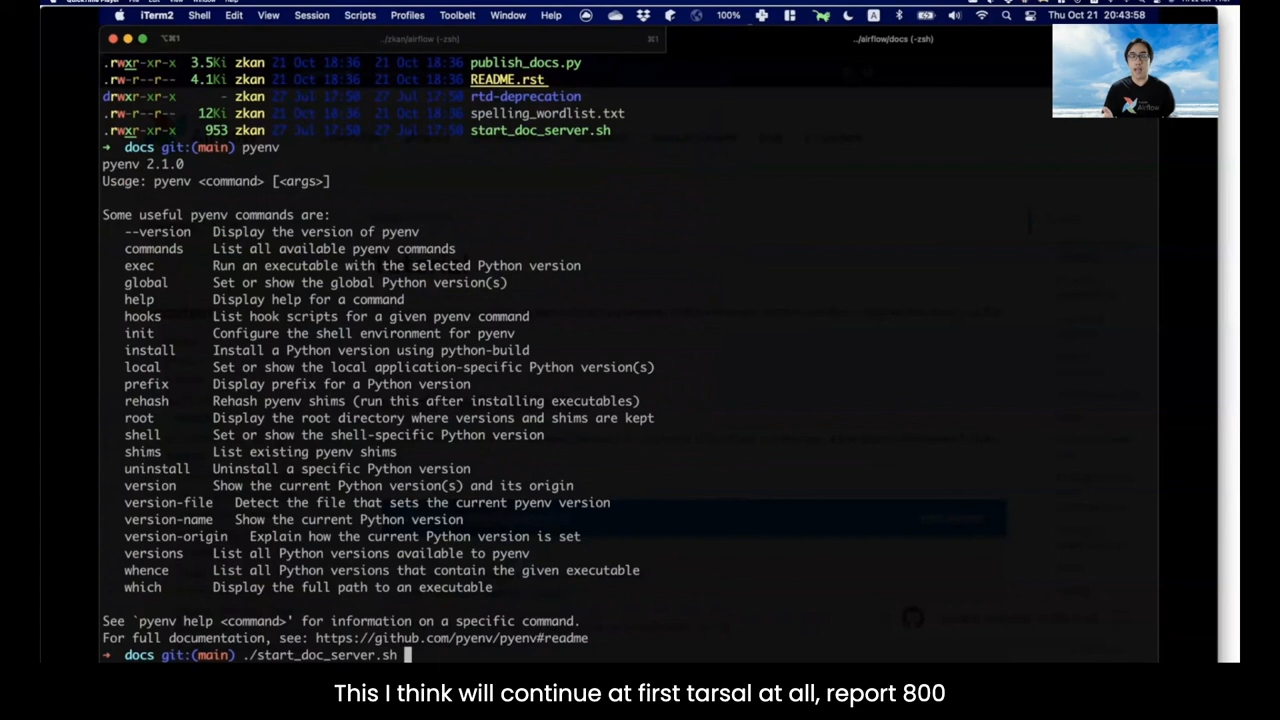 iTerm2 Shell Edit View Session Scripts Profiles Toolbelt Window Help 100% A Thu Oct 21 20:43:58
⌥⌘1 ../zkan/airflow (-zsh) ⌘1 ../airflow/docs (-zsh)
.rwxr-xr-x 3.5Ki zkan 21 Oct 18:36 21 Oct 18:36 publish_docs.py
.rw-r--r-- 4.1Ki zkan 21 Oct 18:36 21 Oct 18:36 README.rst
drwxr-xr-x - zkan 27 Jul 17:50 27 Jul 17:50 rtd-deprecation
.rw-r--r-- 12Ki zkan 21 Oct 18:36 21 Oct 18:36 spelling_wordlist.txt
.rwxr-xr-x 953 zkan 27 Jul 17:50 27 Jul 17:50 start_doc_server.sh
→ docs git:(main) pyenv
pyenv 2.1.0
Usage: pyenv <command> [<args>]
Some useful pyenv commands are:
--version Display the version of pyenv
commands List all available pyenv commands
exec Run an executable with the selected Python version
global Set or show the global Python version(s)
help Display help for a command
hooks List hook scripts for a given pyenv command
init Configure the shell environment for pyenv
install Install a Python version using python-build
local Set or show the local application-specific Python version(s)
prefix Display prefix for a Python version
rehash Rehash pyenv shims (run this after installing executables)
root Display the root directory where versions and shims are kept
shell Set or show the shell-specific Python version
shims List existing pyenv shims
uninstall Uninstall a specific Python version
version Show the current Python version(s) and its origin
version-file Detect the file that sets the current pyenv version
version-name Show the current Python version
version-origin Explain how the current Python version is set
versions List all Python versions available to pyenv
whence List all Python versions that contain the given executable
which Display the full path to an executable
See `pyenv help <command>' for information on a specific command.
For full documentation, see: https://github.com/pyenv/pyenv#readme
→ docs git:(main) ./start_doc_server.sh
Airflow
This I think will continue at first tarsal at all, report 800